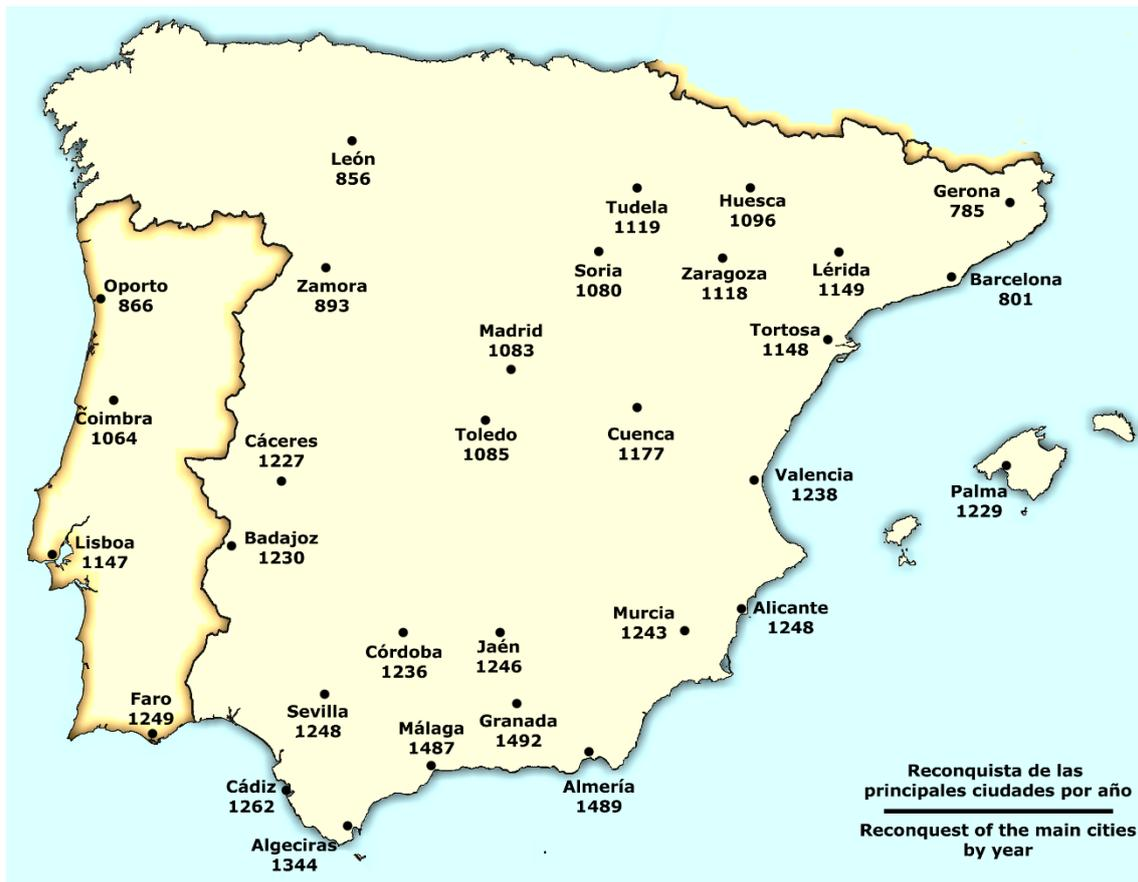 León
856
Tudela
1119
Huesca
1096
Gerona
785
Oporto
866
Zamora
893
Soria
1080
Zaragoza
1118
Lérida
1149
Barcelona
801
Madrid
1083
Tortosa
1148
Coimbra
1064
Cáceres
1227
Toledo
1085
Cuenca
1177
Valencia
1238
Palma
1229
Lisboa
1147
Badajoz
1230
Murcia
1243
Alicante
1248
Córdoba
1236
Jaén
1246
Faro
1249
Sevilla
1248
Málaga
1487
Granada
1492
Cádiz
1262
Almería
1489
Algeciras
1344
Reconquista de las
principales ciudades por año
Reconquest of the main cities
by year